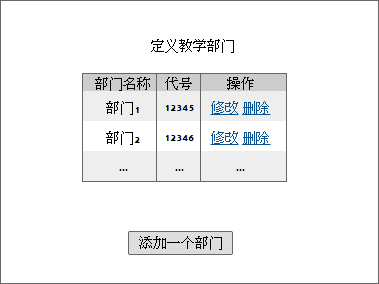 定义教学部门
部门名称 代号 操作
部门1 12345 修改 删除
部门2 12346 修改 删除
... ... ...
添加一个部门